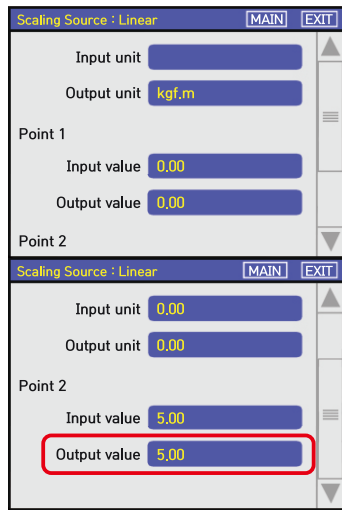 Scaling Source : Linear MAIN EXIT
Input unit
Output unit kgf.m
Point 1
Input value 0.00
Output value 0.00
Point 2
Scaling Source : Linear MAIN EXIT
Input unit 0.00
Output unit 0.00
Point 2
Input value 5.00
Output value 5.00